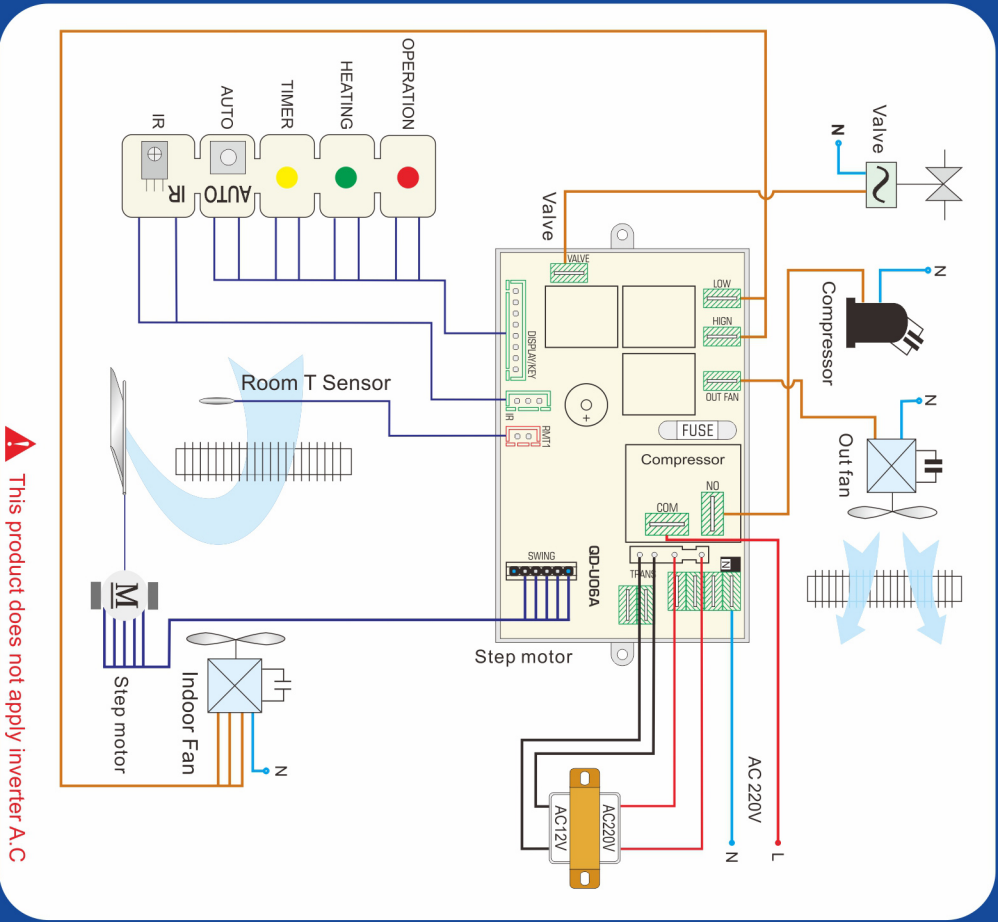 OPERATION
HEATING
TIMER
AUTO
IR
AUTO
IR
Valve
N
Valve
VALVE
LOW
HIGN
OUT FAN
DISPLAY/KEY
IR
RMT1
FUSE
Compressor
NO
COM
SWING
QD-U06A
TRANS
N
N
Compressor
N
Out fan
Room T Sensor
M
Step motor
Step motor
Indoor Fan
N
AC12V
AC220V
AC 220V
N
L
This product does not apply inverter A.C